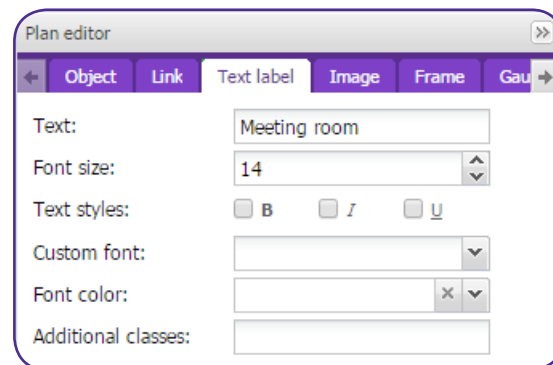 Plan editor
Object Link Text label Image Frame Gau
Text: Meeting room
Font size: 14
Text styles: B I U
Custom font:
Font color:
Additional classes: